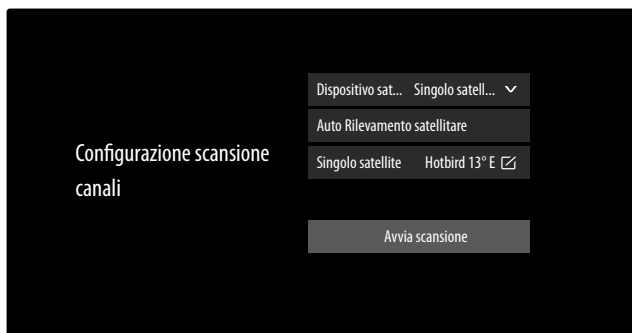 Dispositivo sat... Singolo satell...
Auto Rilevamento satellitare
Configurazione scansione
canali
Singolo satellite Hotbird 13° E
Avvia scansione